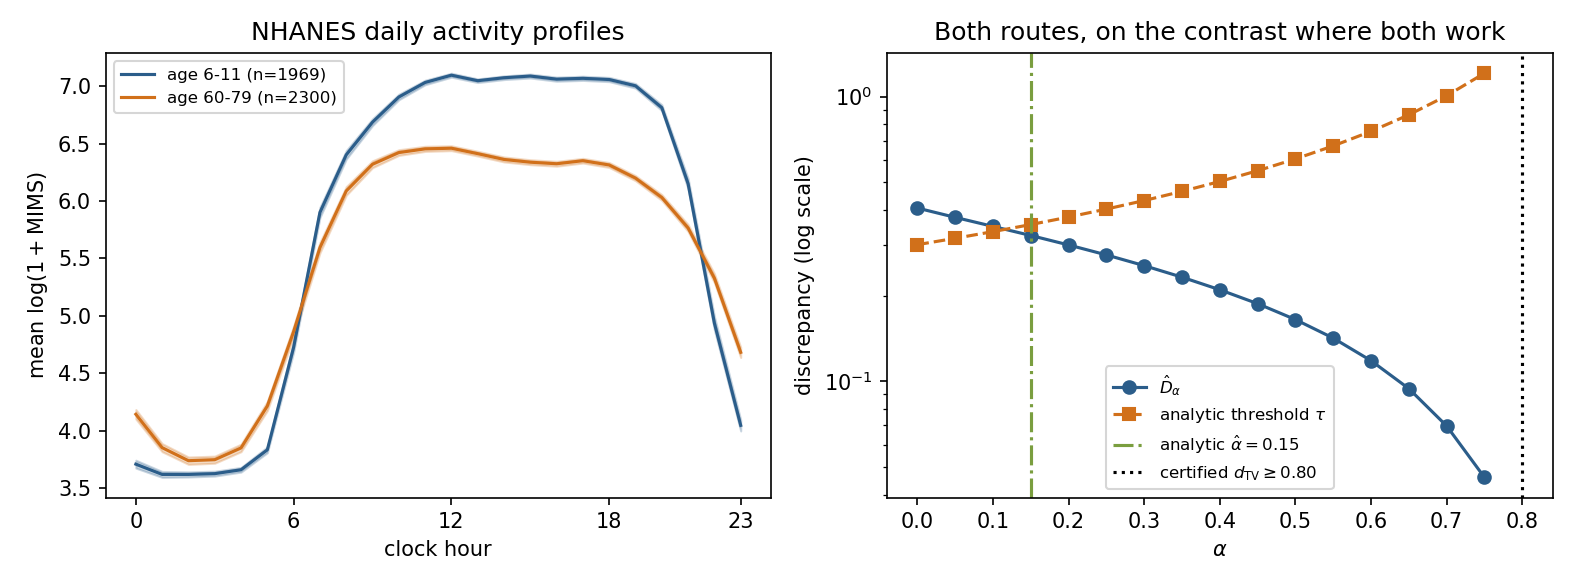 NHANES daily activity profiles
mean log(1 + MIMS)
7.0
6.5
6.0
5.5
5.0
4.5
4.0
3.5
age 6-11 (n=1969)
age 60-79 (n=2300)
0 6 12 18 23
clock hour
Both routes, on the contrast where both work
discrepancy (log scale)
10⁰
10⁻¹
D̂α
analytic threshold τ
analytic α̂ = 0.15
certified dTV ≥ 0.80
0.0 0.1 0.2 0.3 0.4 0.5 0.6 0.7 0.8
α